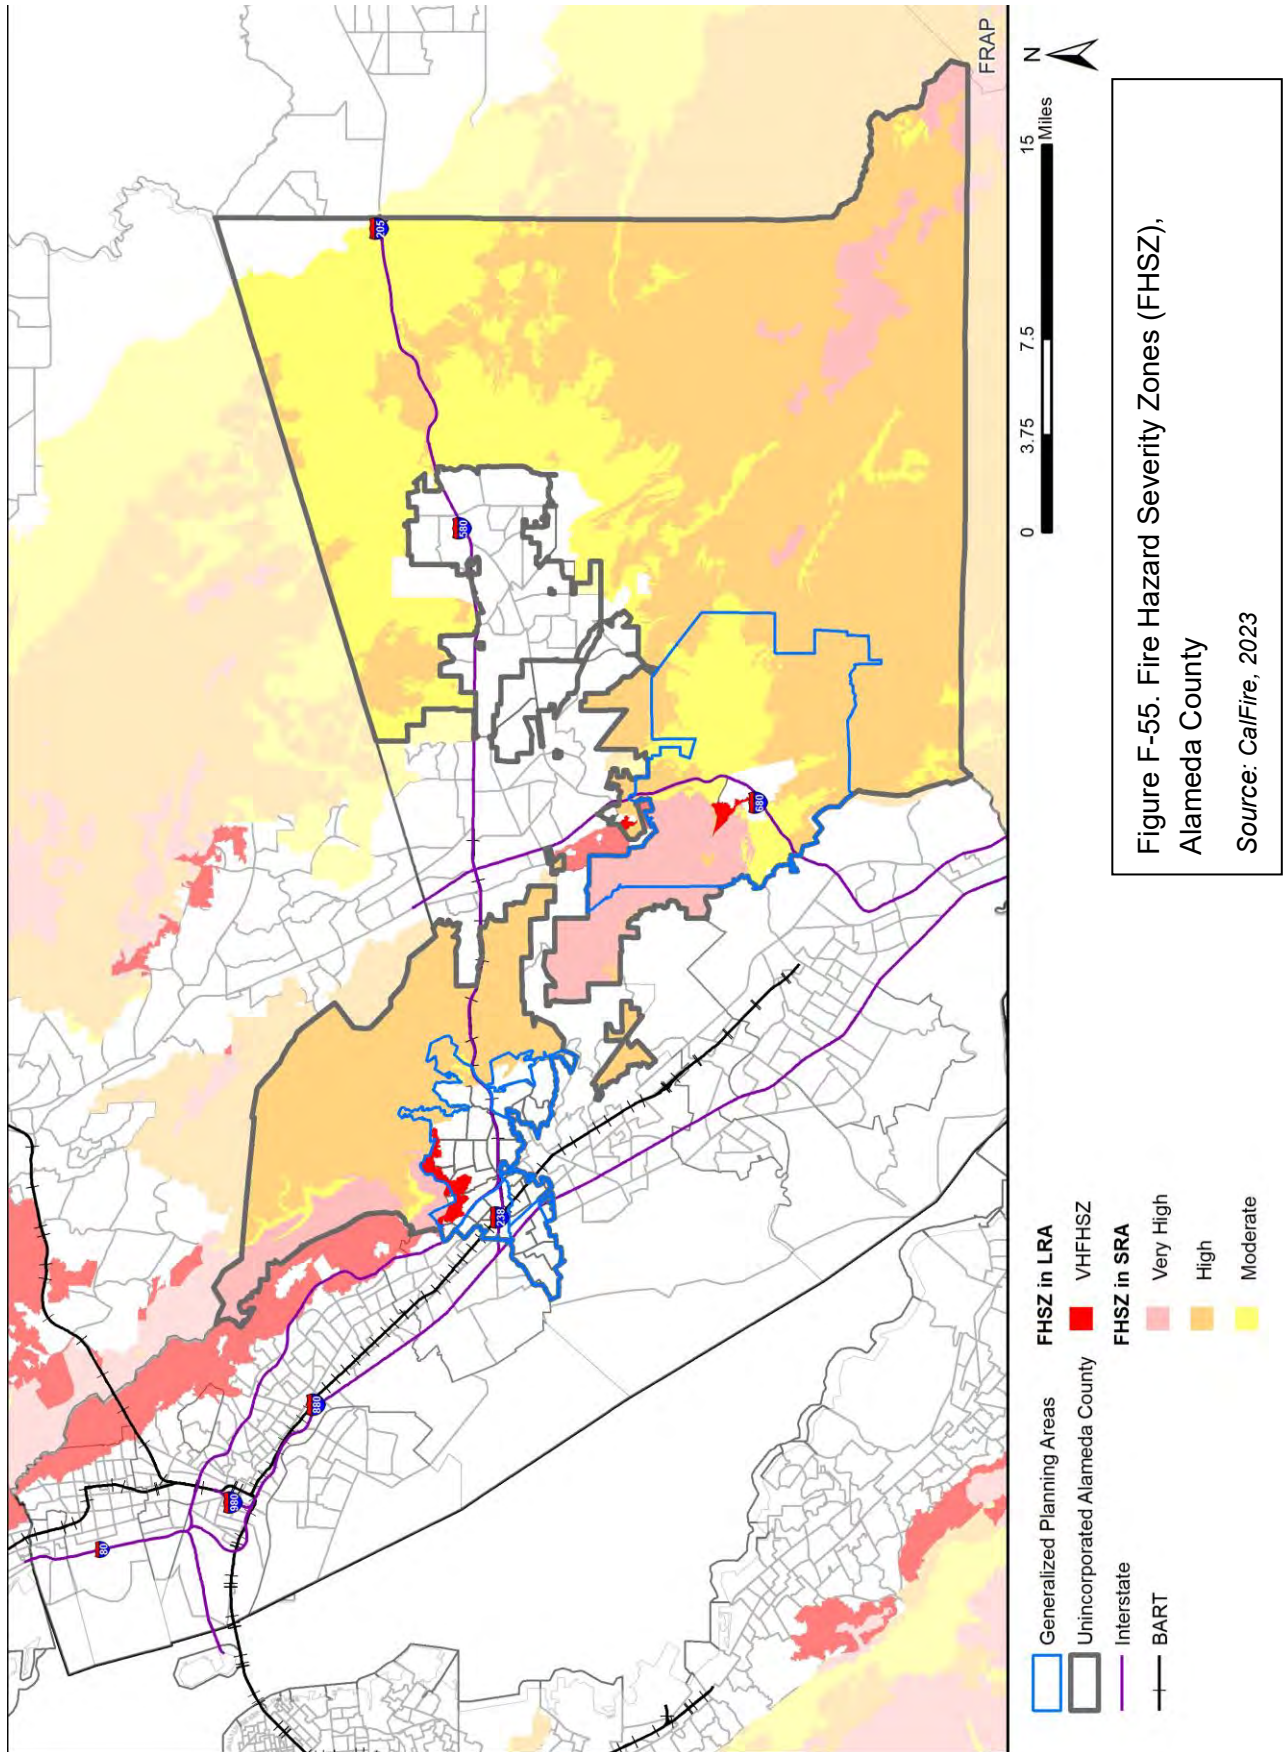 80
980
880
238
680
580
205
FRAP
N
0 3.75 7.5 15
Miles
Generalized Planning Areas
Unincorporated Alameda County
Interstate
BART
FHSZ in LRA
VHFHSZ
FHSZ in SRA
Very High
High
Moderate
Figure F-55. Fire Hazard Severity Zones (FHSZ),
Alameda County
Source: CalFire, 2023